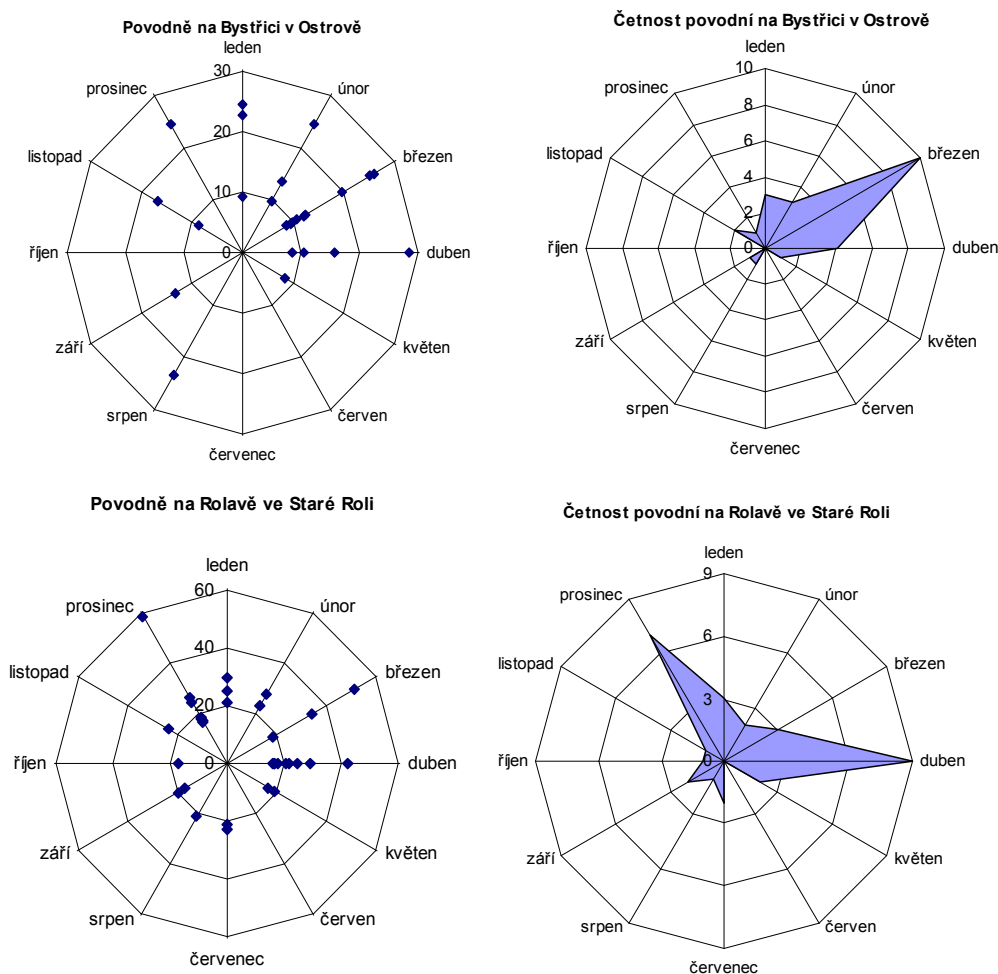 Povodně na Bystřici v Ostrově
leden
30
prosinec
únor
20
listopad
březen
10
říjen
0
duben
září
květen
srpen
červen
červenec
Četnost povodní na Bystřici v Ostrově
leden
10
prosinec
únor
8
listopad
6
březen
4
2
říjen
0
duben
září
květen
srpen
červen
červenec
Povodně na Rolavě ve Staré Roli
leden
60
prosinec
únor
40
listopad
březen
20
říjen
0
duben
září
květen
srpen
červen
červenec
Četnost povodní na Rolavě ve Staré Roli
leden
9
prosinec
únor
6
listopad
březen
3
říjen
0
duben
září
květen
srpen
červen
červenec